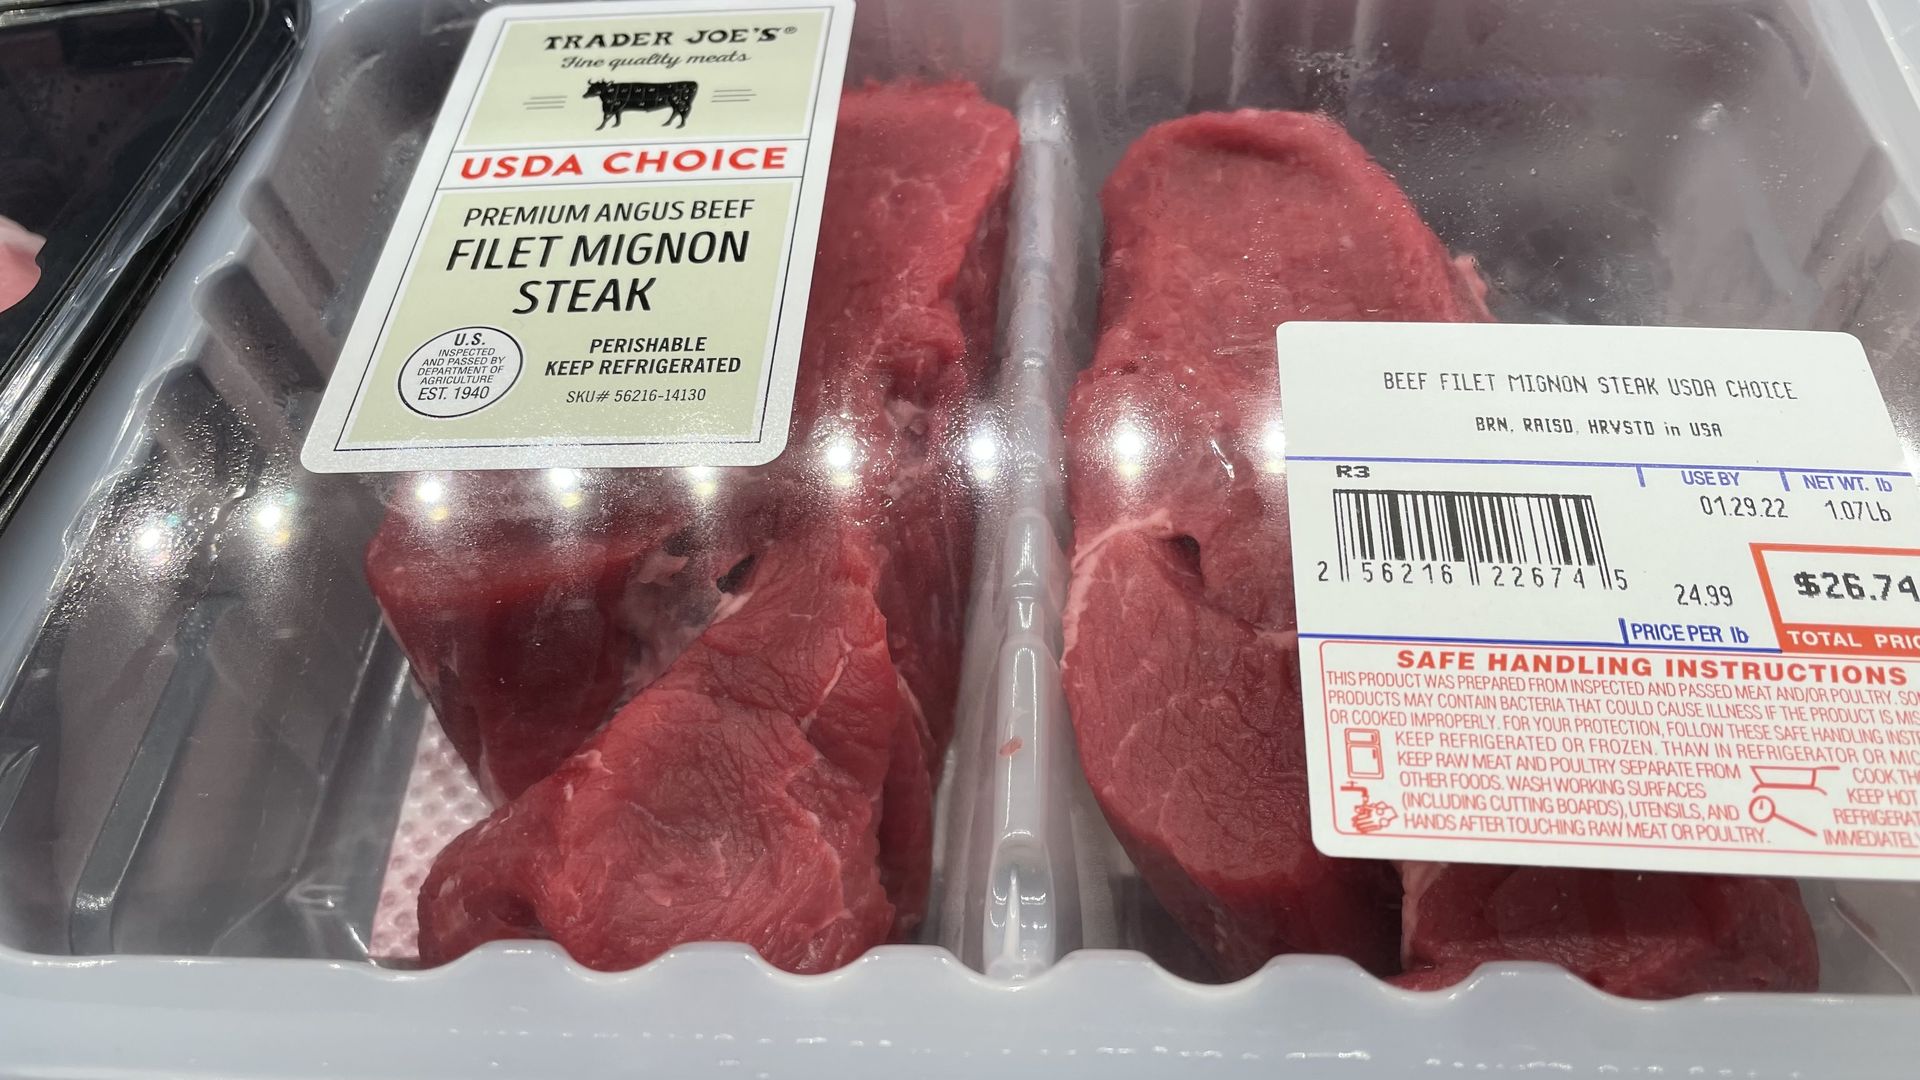 TRADER JOE'S®
Fine quality meats
USDA CHOICE
PREMIUM ANGUS BEEF
FILET MIGNON
STEAK
U.S.
INSPECTED
AND PASSED BY
DEPARTMENT OF
AGRICULTURE
EST. 1940
PERISHABLE
KEEP REFRIGERATED
SKU# 56216-14130
BEEF FILET MIGNON STEAK USDA CHOICE
BRN, RAISD, HRVSTD in USA
R3
USE BY
NET WT. lb
01.29.22
1.07Lb
2 56216 22674 5
24.99
$26.74
PRICE PER lb
TOTAL PRIC
SAFE HANDLING INSTRUCTIONS
THIS PRODUCT WAS PREPARED FROM INSPECTED AND PASSED MEAT AND/OR POULTRY. SO
PRODUCTS MAY CONTAIN BACTERIA THAT COULD CAUSE ILLNESS IF THE PRODUCT IS MIS
OR COOKED IMPROPERLY. FOR YOUR PROTECTION, FOLLOW THESE SAFE HANDLING INST
KEEP REFRIGERATED OR FROZEN. THAW IN REFRIGERATOR OR MIC
KEEP RAW MEAT AND POULTRY SEPARATE FROM
OTHER FOODS. WASH WORKING SURFACES
(INCLUDING CUTTING BOARDS), UTENSILS, AND
HANDS AFTER TOUCHING RAW MEAT OR POULTRY.
COOK TH
KEEP HOT
REFRIGERAT
IMMEDIATEL